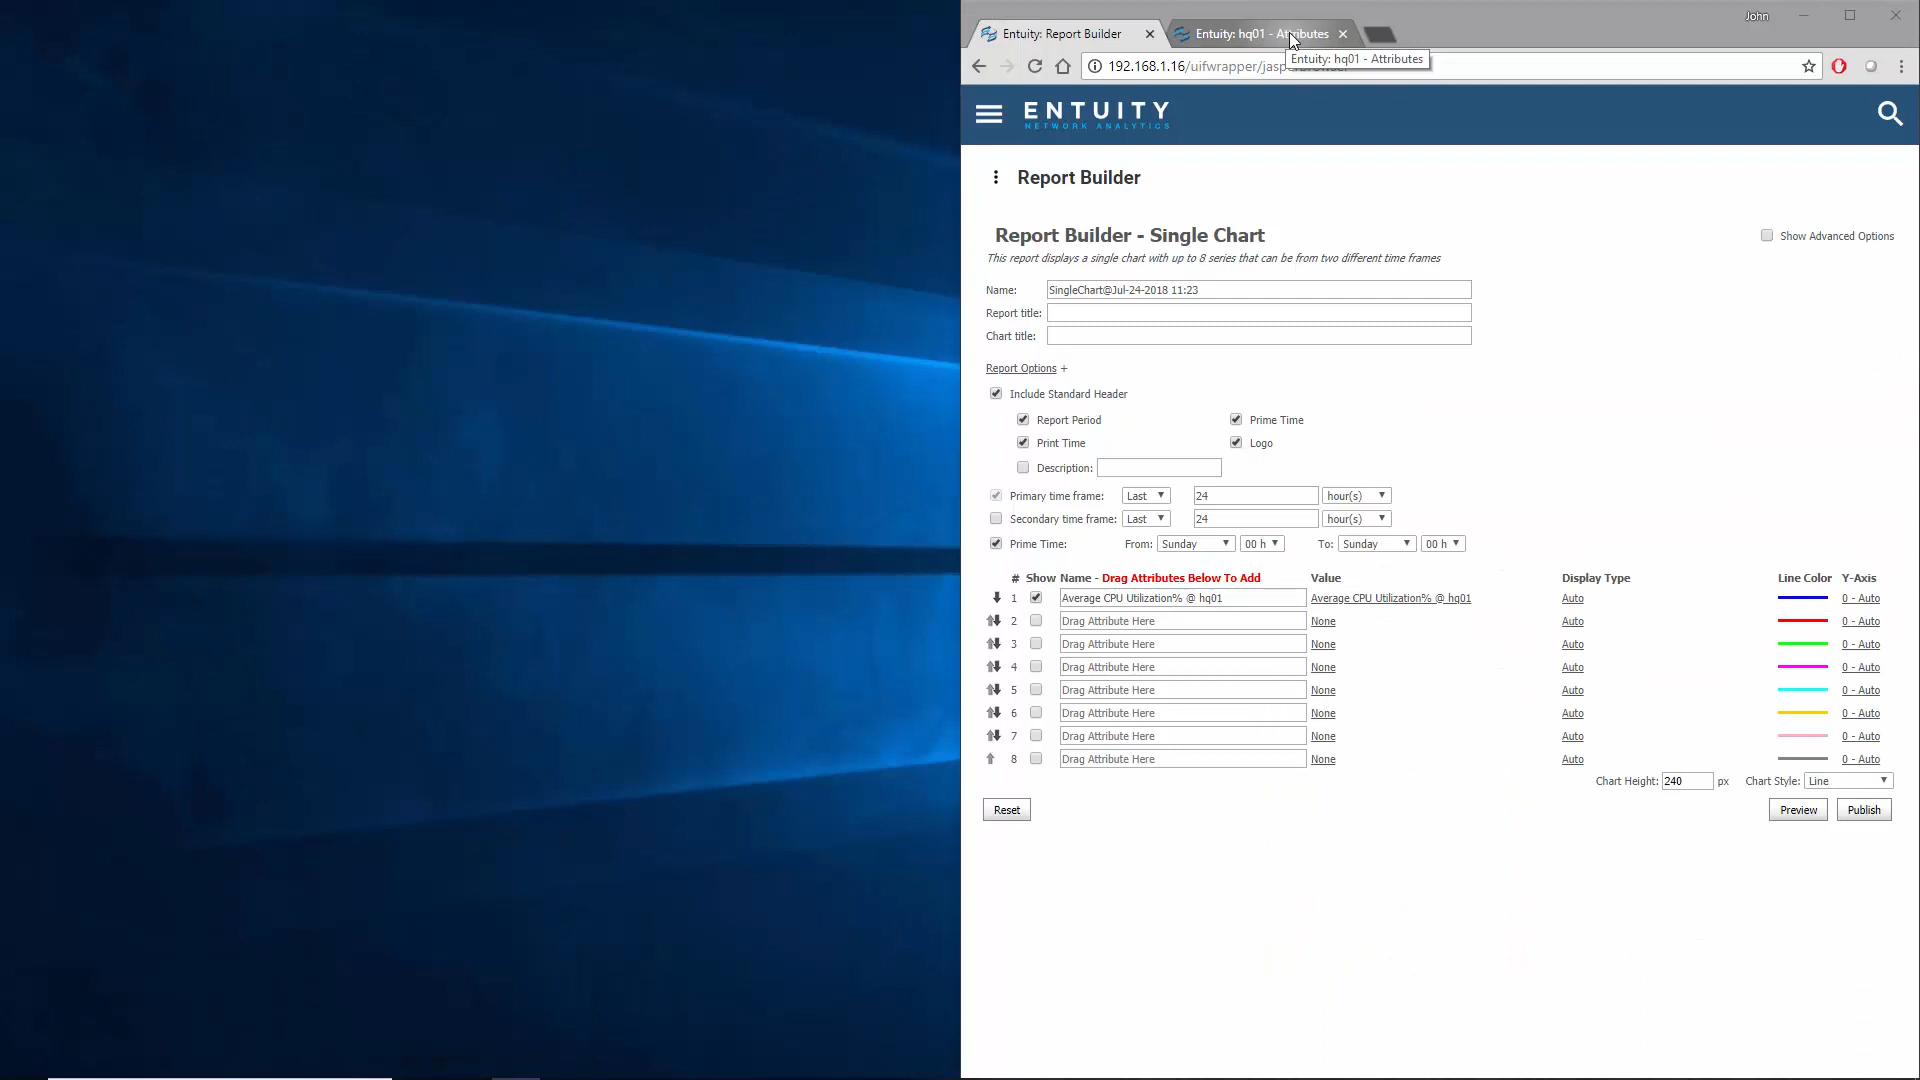 John
Entuity: Report Builder
Entuity: hq01 - Attributes
192.168.1.16/uifwrapper/
Entuity: hq01 - Attributes
ENTUITY
NETWORK ANALYTICS
Report Builder
Report Builder - Single Chart
Show Advanced Options
This report displays a single chart with up to 8 series that can be from two different time frames
Name: SingleChart@Jul-24-2018 11:23
Report title:
Chart title:
Report Options +
Include Standard Header
Report Period Prime Time
Print Time Logo
Description:
Primary time frame: Last 24 hour(s)
Secondary time frame: Last 24 hour(s)
Prime Time: From: Sunday 00 h To: Sunday 00 h
# Show Name - Drag Attributes Below To Add Value Display Type Line Color Y-Axis
1 Average CPU Utilization% @ hq01 Average CPU Utilization% @ hq01 Auto 0 - Auto
2 Drag Attribute Here None Auto 0 - Auto
3 Drag Attribute Here None Auto 0 - Auto
4 Drag Attribute Here None Auto 0 - Auto
5 Drag Attribute Here None Auto 0 - Auto
6 Drag Attribute Here None Auto 0 - Auto
7 Drag Attribute Here None Auto 0 - Auto
8 Drag Attribute Here None Auto 0 - Auto
Chart Height: 240 px Chart Style: Line
Reset Preview Publish